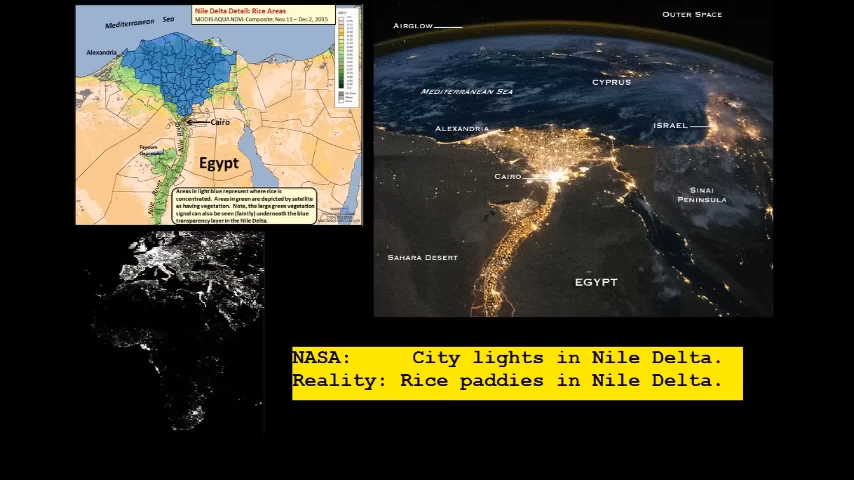 Nile Delta Detail: Rice Areas
MODIS AQUA NDVI Composite: Nov 11 – Dec 2, 2015
Mediterranean Sea
Alexandria
Cairo
Nile River
Fayoum
Depression
Egypt
Areas in light blue represent where rice is
concentrated. Areas in green are depicted by satellite
as having vegetation. Note, the large green vegetation
signal can also be seen (faintly) underneath the blue
transparency layer in the Nile Delta.
AIRGLOW
OUTER SPACE
CYPRUS
MEDITERRANEAN SEA
ISRAEL
ALEXANDRIA
CAIRO
SINAI
PENINSULA
SAHARA DESERT
EGYPT
NASA: City lights in Nile Delta.
Reality: Rice paddies in Nile Delta.